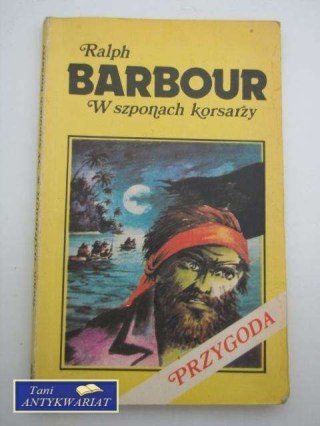 Ralph
BARBOUR
W szponach korsarzy
PRZYGODA
Tani
ANTYKWARIAT